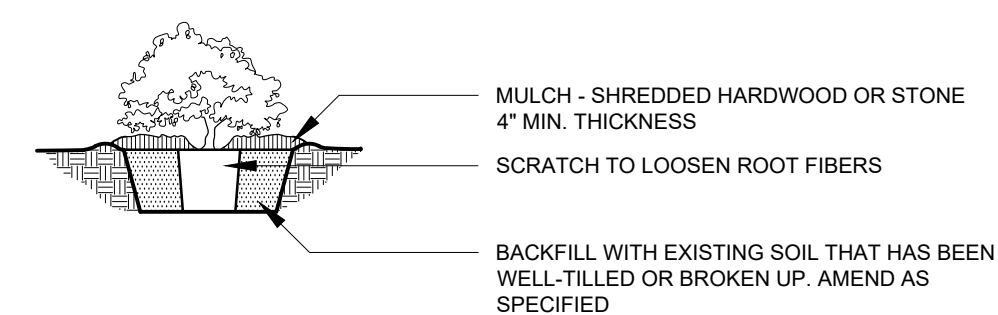 MULCH - SHREDDED HARDWOOD OR STONE
4" MIN. THICKNESS
SCRATCH TO LOOSEN ROOT FIBERS
BACKFILL WITH EXISTING SOIL THAT HAS BEEN
WELL-TILLED OR BROKEN UP. AMEND AS
SPECIFIED